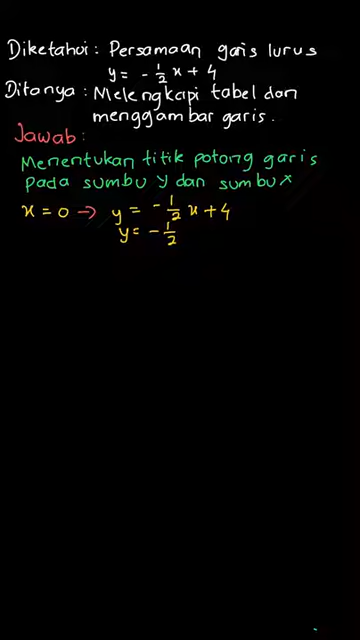 Diketahui : Persamaan garis lurus
y = - 1/2 x + 4
Ditanya : Melengkapi tabel dan
menggambar garis.
Jawab :
Menentukan titik potong garis
pada sumbu y dan sumbu x
x = 0 → y = - 1/2 x + 4
y = - 1/2